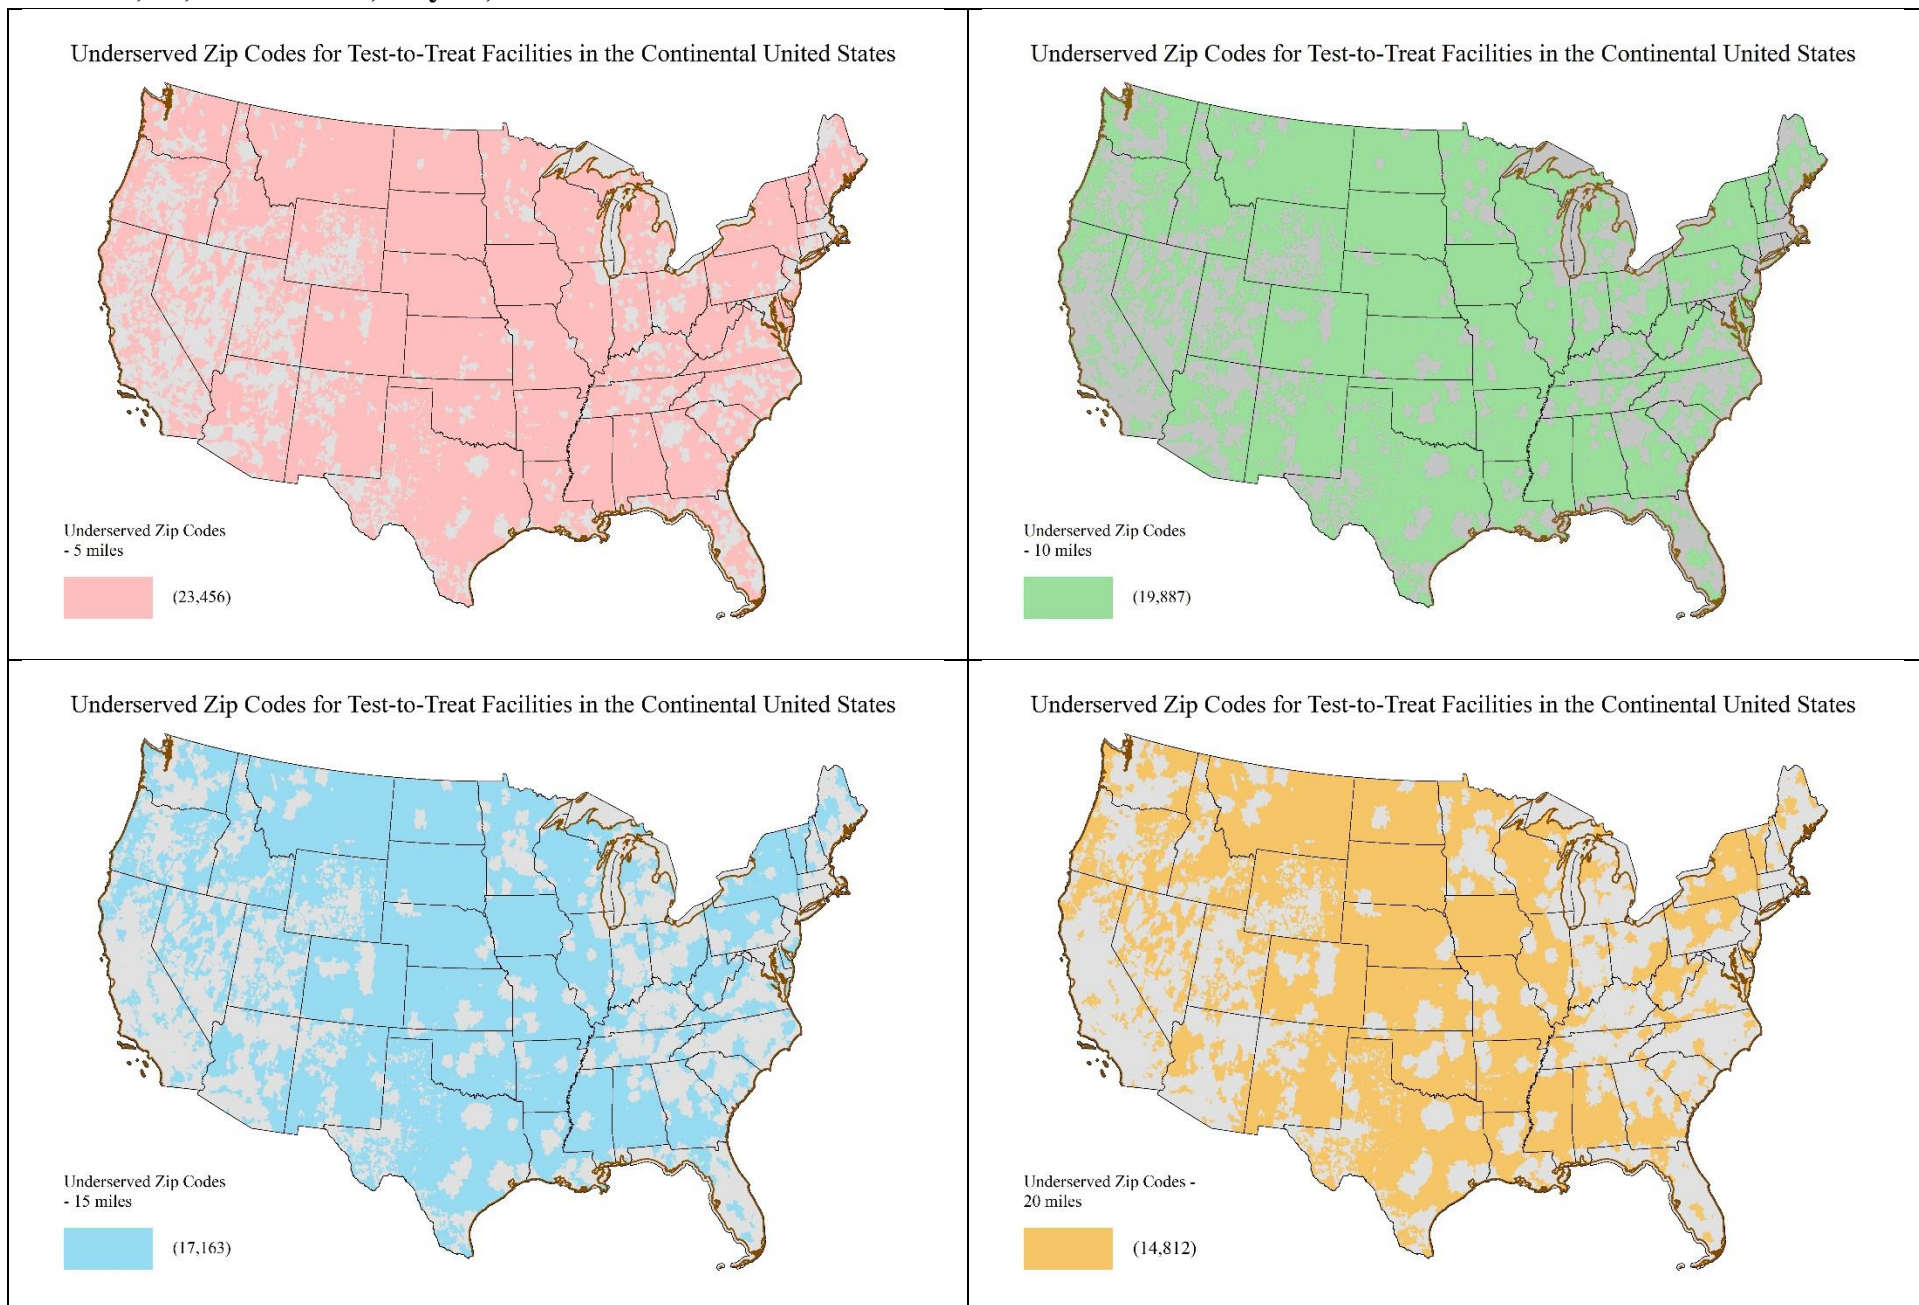 Underserved Zip Codes for Test-to-Treat Facilities in the Continental United States
Underserved Zip Codes
- 5 miles
(23,456)
Underserved Zip Codes for Test-to-Treat Facilities in the Continental United States
Underserved Zip Codes
- 10 miles
(19,887)
Underserved Zip Codes for Test-to-Treat Facilities in the Continental United States
Underserved Zip Codes
- 15 miles
(17,163)
Underserved Zip Codes for Test-to-Treat Facilities in the Continental United States
Underserved Zip Codes -
20 miles
(14,812)